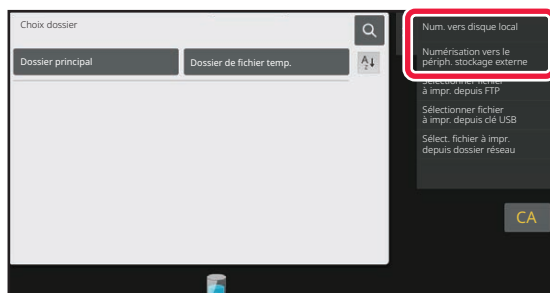 Choix dossier
Dossier principal
Dossier de fichier temp.
A
Z
Num. vers disque local
Numérisation vers le
périph. stockage externe
Sélectionner fichier
à impr. depuis FTP
Sélectionner fichier
à impr. depuis clé USB
Sélect. fichier à impr.
depuis dossier réseau
CA